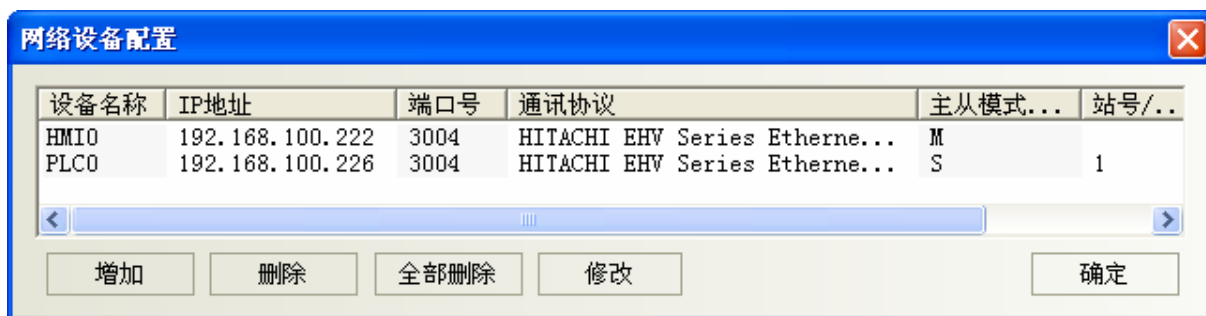 网络设备配置
设备名称 IP地址 端口号 通讯协议 主从模式... 站号/..
HMI0 192.168.100.222 3004 HITACHI EHV Series Etherne... M
PLC0 192.168.100.226 3004 HITACHI EHV Series Etherne... S 1
增加 删除 全部删除 修改 确定